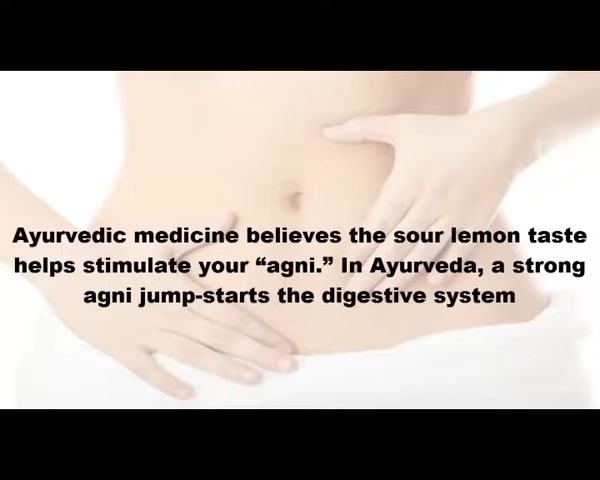 Ayurvedic medicine believes the sour lemon taste
helps stimulate your “agni.” In Ayurveda, a strong
agni jump-starts the digestive system